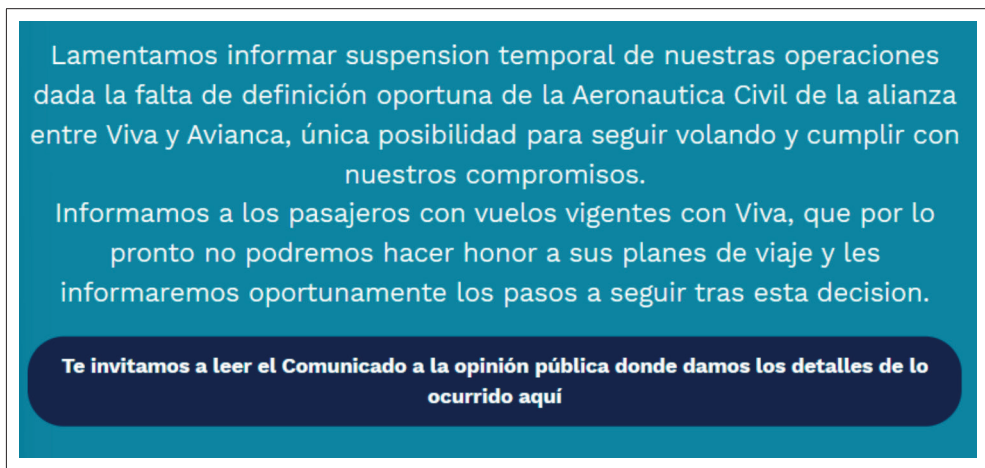 Lamentamos informar suspension temporal de nuestras operaciones
dada la falta de definición oportuna de la Aeronautica Civil de la alianza
entre Viva y Avianca, única posibilidad para seguir volando y cumplir con
nuestros compromisos.
Informamos a los pasajeros con vuelos vigentes con Viva, que por lo
pronto no podremos hacer honor a sus planes de viaje y les
informaremos oportunamente los pasos a seguir tras esta decision.
Te invitamos a leer el Comunicado a la opinión pública donde damos los detalles de lo
ocurrido aquí